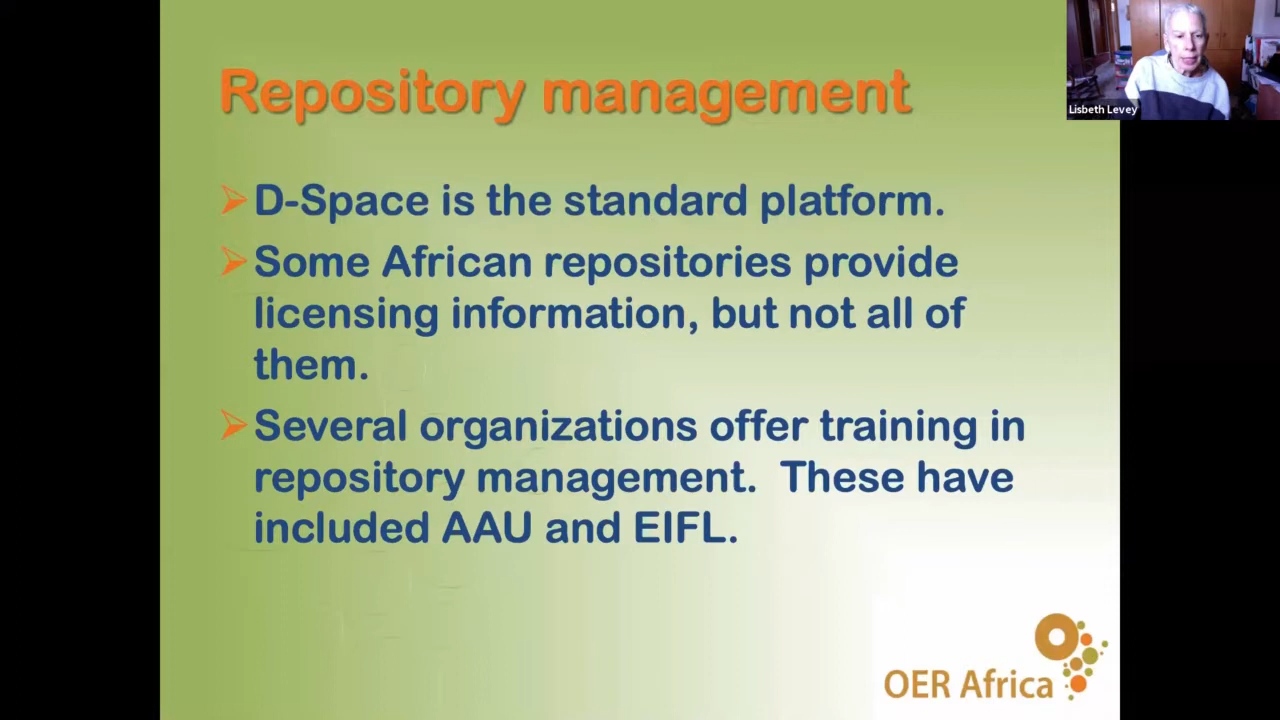 Repository management
Lisbeth Levey
D-Space is the standard platform.
Some African repositories provide
licensing information, but not all of
them.
Several organizations offer training in
repository management.  These have
included AAU and EIFL.
OER Africa